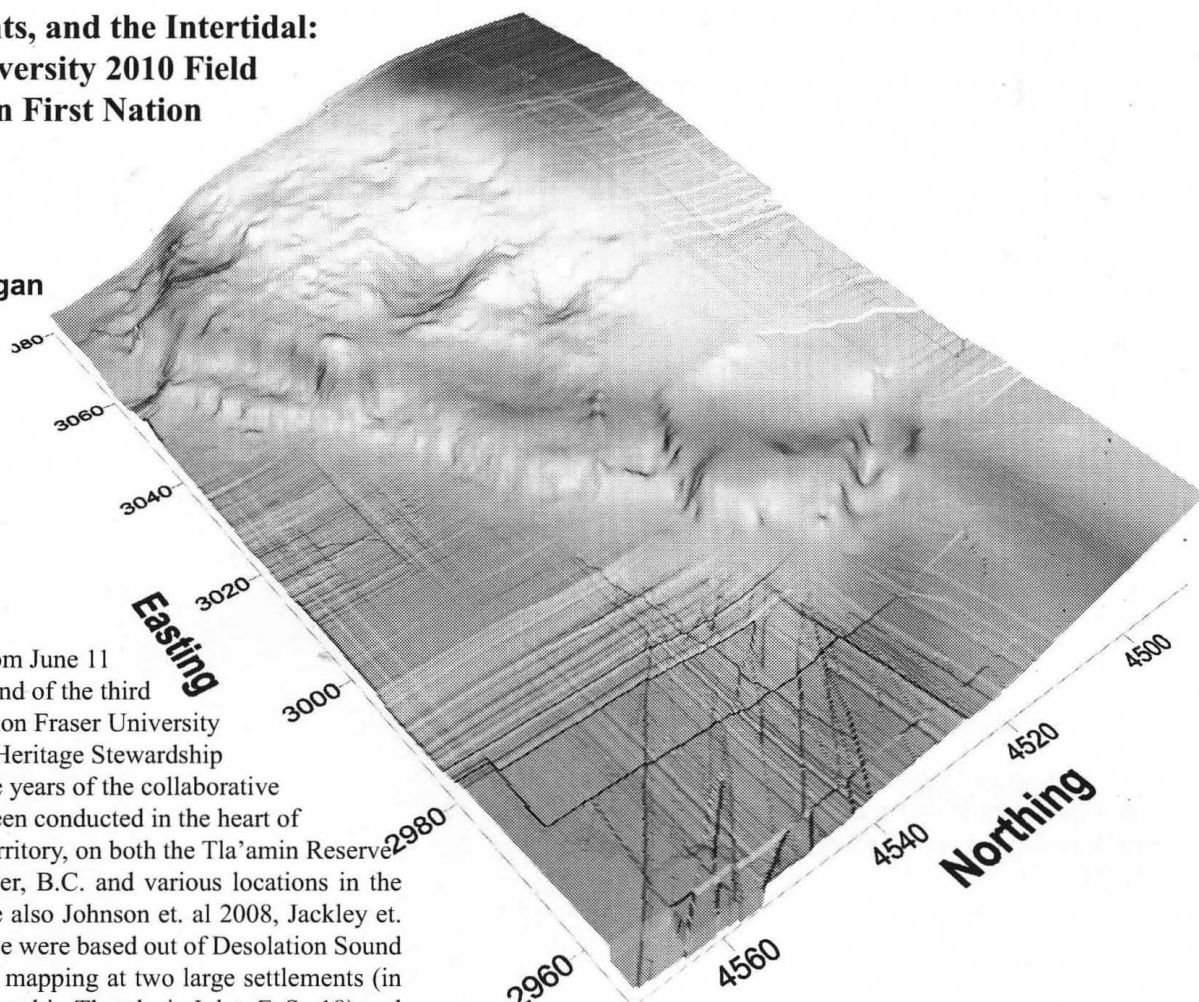 nts, and the Intertidal:
versity 2010 Field
n First Nation
gan
080
3060
3040
3020
Easting
3000
2980
2960
4500
4520
4540
4560
Northing
om June 11
nd of the third
on Fraser University
Heritage Stewardship
e years of the collaborative
een conducted in the heart of
rritory, on both the Tla'amin Reserve
er, B.C. and various locations in the
e also Johnson et. al 2008, Jackley et.
e were based out of Desolation Sound
mapping at two large settlements (in